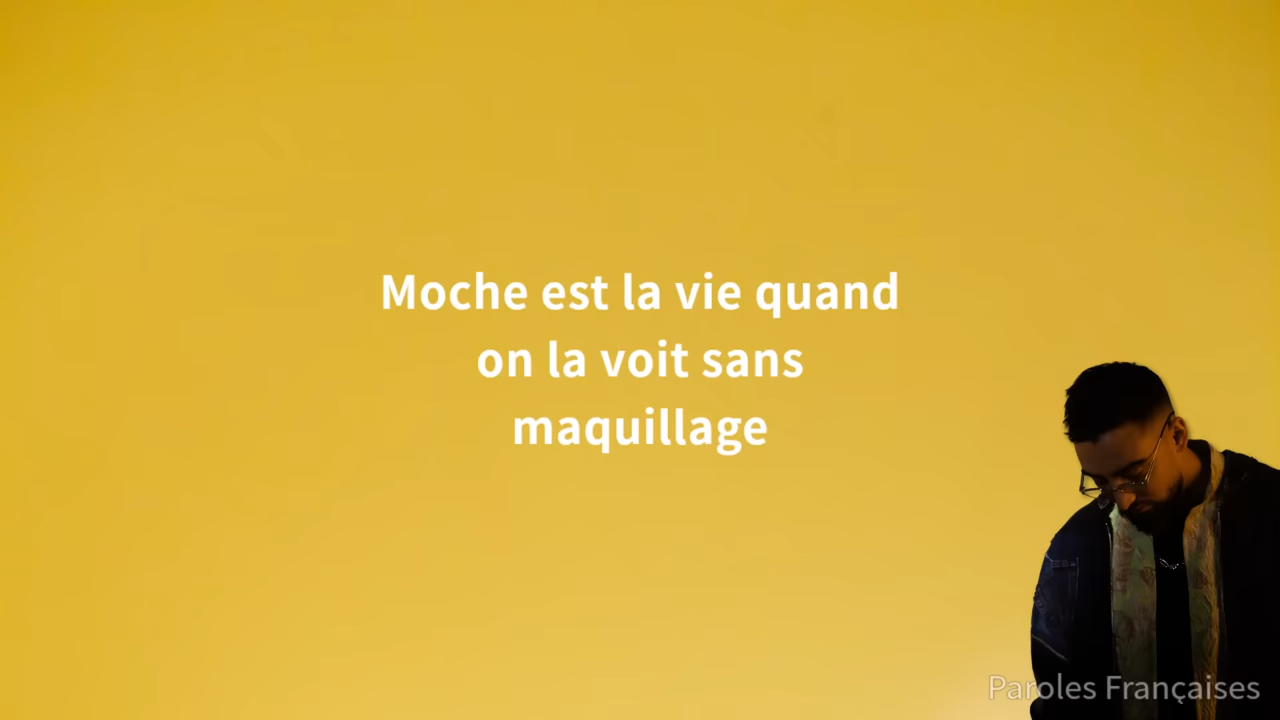 Moche est la vie quand
on la voit sans
maquillage
Paroles Françaises